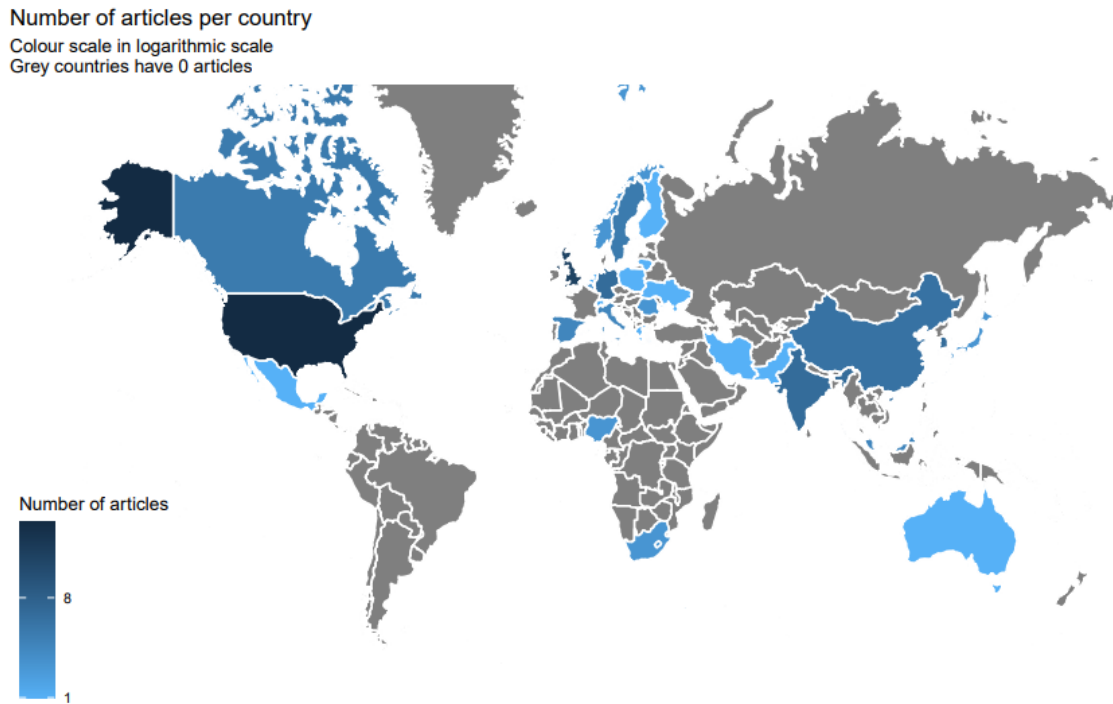 Number of articles per country
Colour scale in logarithmic scale
Grey countries have 0 articles
Number of articles
8
1